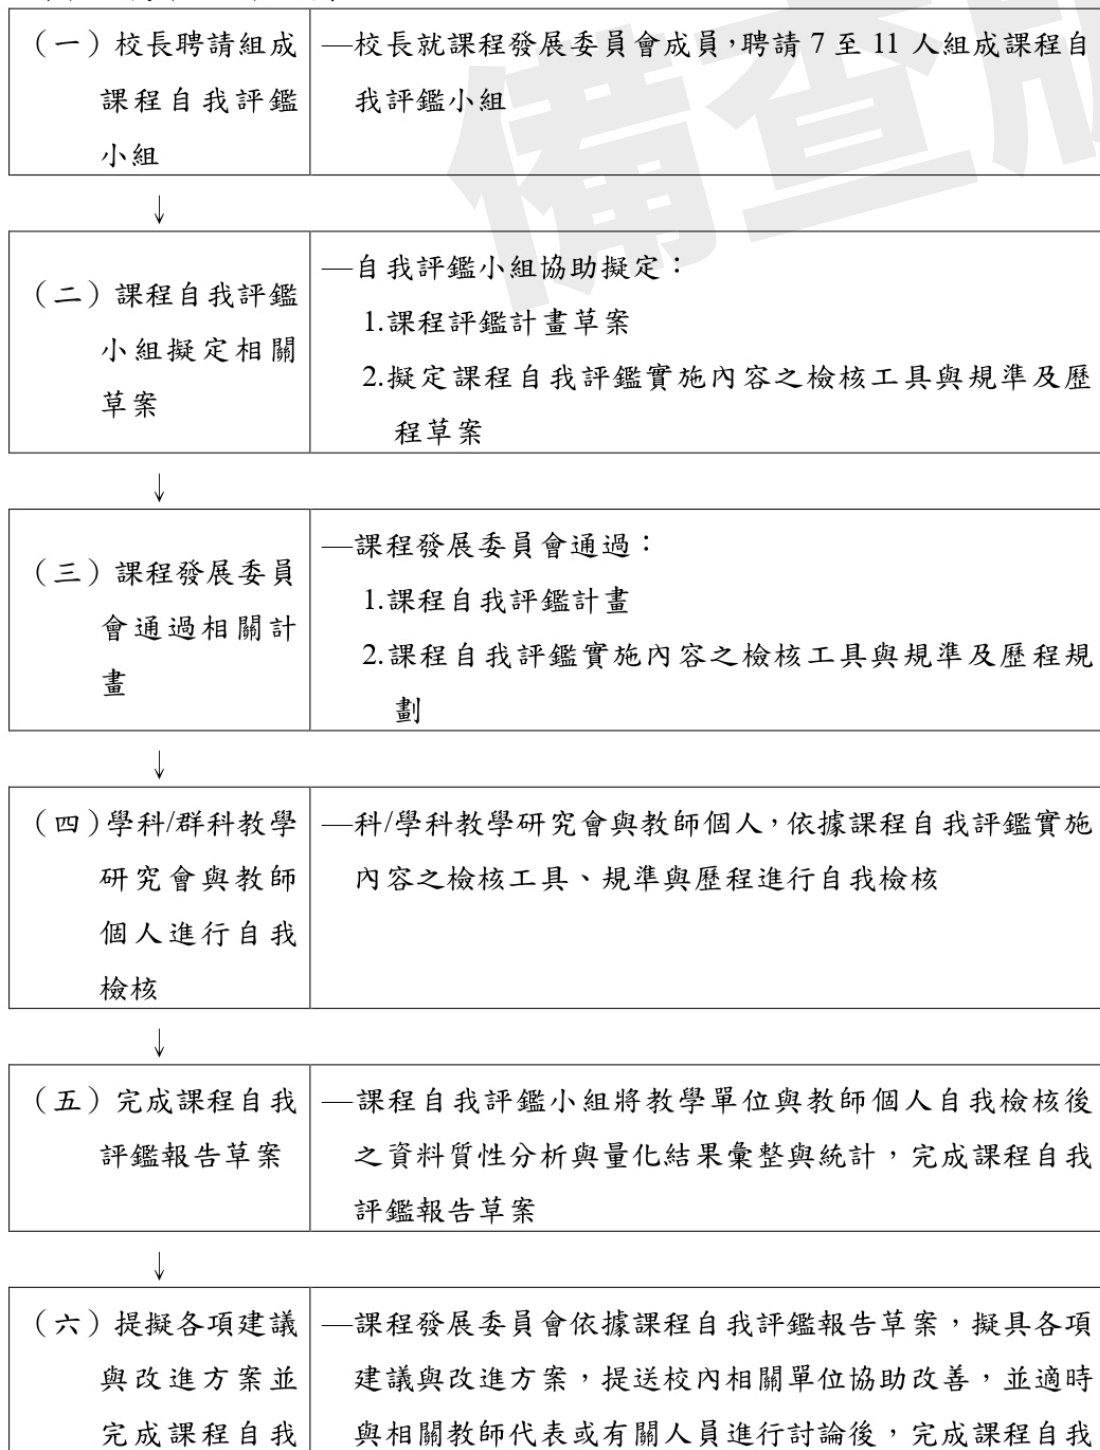 備查版
（一）校長聘請組成
課程自我評鑑
小組
—校長就課程發展委員會成員，聘請 7 至 11 人組成課程自
我評鑑小組
↓
（二）課程自我評鑑
小組擬定相關
草案
—自我評鑑小組協助擬定：
1.課程評鑑計畫草案
2.擬定課程自我評鑑實施內容之檢核工具與規準及歷
程草案
↓
（三）課程發展委員
會通過相關計
畫
—課程發展委員會通過：
1.課程自我評鑑計畫
2.課程自我評鑑實施內容之檢核工具與規準及歷程規
劃
↓
（四）學科/群科教學
研究會與教師
個人進行自我
檢核
—科/學科教學研究會與教師個人，依據課程自我評鑑實施
內容之檢核工具、規準與歷程進行自我檢核
↓
（五）完成課程自我
評鑑報告草案
—課程自我評鑑小組將教學單位與教師個人自我檢核後
之資料質性分析與量化結果彙整與統計，完成課程自我
評鑑報告草案
↓
（六）提擬各項建議
與改進方案並
完成課程自我
—課程發展委員會依據課程自我評鑑報告草案，擬具各項
建議與改進方案，提送校內相關單位協助改善，並適時
與相關教師代表或有關人員進行討論後，完成課程自我